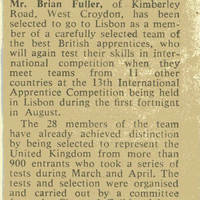 Mr. Brian Fuller, of Kimberley
Road, West Croydon, has been
selected to go to Lisbon as a mem-
ber of a carefully selected team of
the best British apprentices, who
will again test their skills in inter-
national competition when they
meet teams from 11 other
countries at the 13th International
Apprentice Competition being held
in Lisbon during the first fortnight
in August.
The 28 members of the team
have already achieved distinction
by being selected to represent the
United Kingdom from more than
900 entrants who took a series of
tests during March and April. The
tests and selection were organised
and carried out by a committee